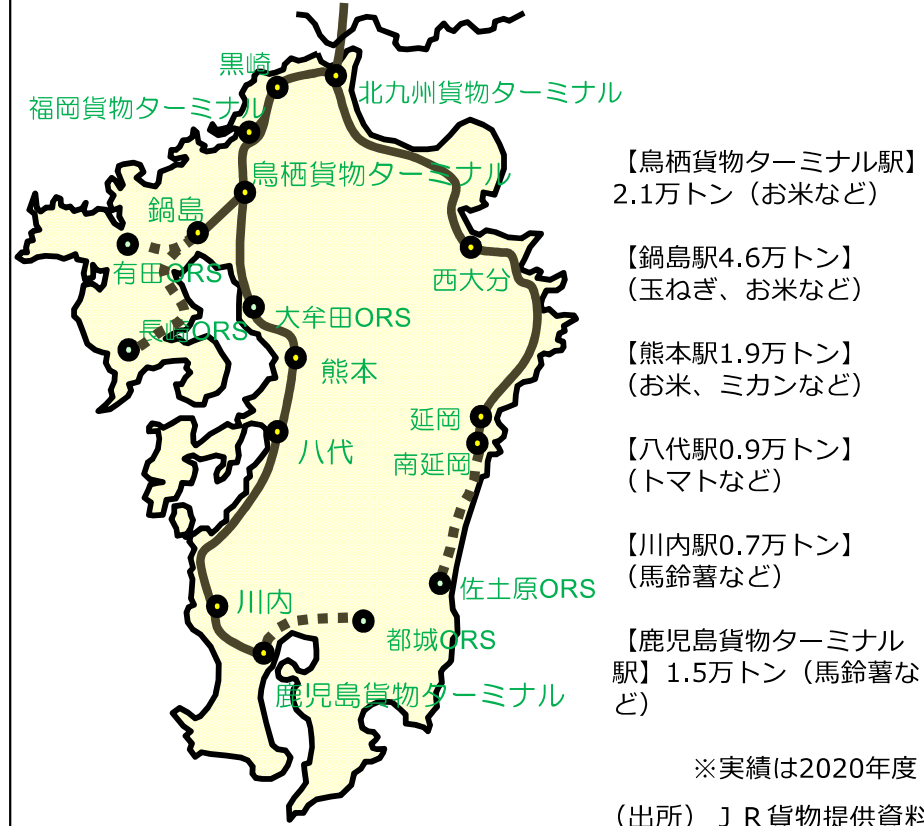 黒崎
北九州貨物ターミナル
福岡貨物ターミナル
鳥栖貨物ターミナル
鍋島
有田ORS
西大分
長崎ORS
大牟田ORS
熊本
延岡
八代
南延岡
佐土原ORS
川内
都城ORS
鹿児島貨物ターミナル
【鳥栖貨物ターミナル駅】
2.1万トン（お米など）
【鍋島駅4.6万トン】
（玉ねぎ、お米など）
【熊本駅1.9万トン】
（お米、ミカンなど）
【八代駅0.9万トン】
（トマトなど）
【川内駅0.7万トン】
（馬鈴薯など）
【鹿児島貨物ターミナル
駅】1.5万トン（馬鈴薯な
ど）
※実績は2020年度
（出所）ＪＲ貨物提供資料